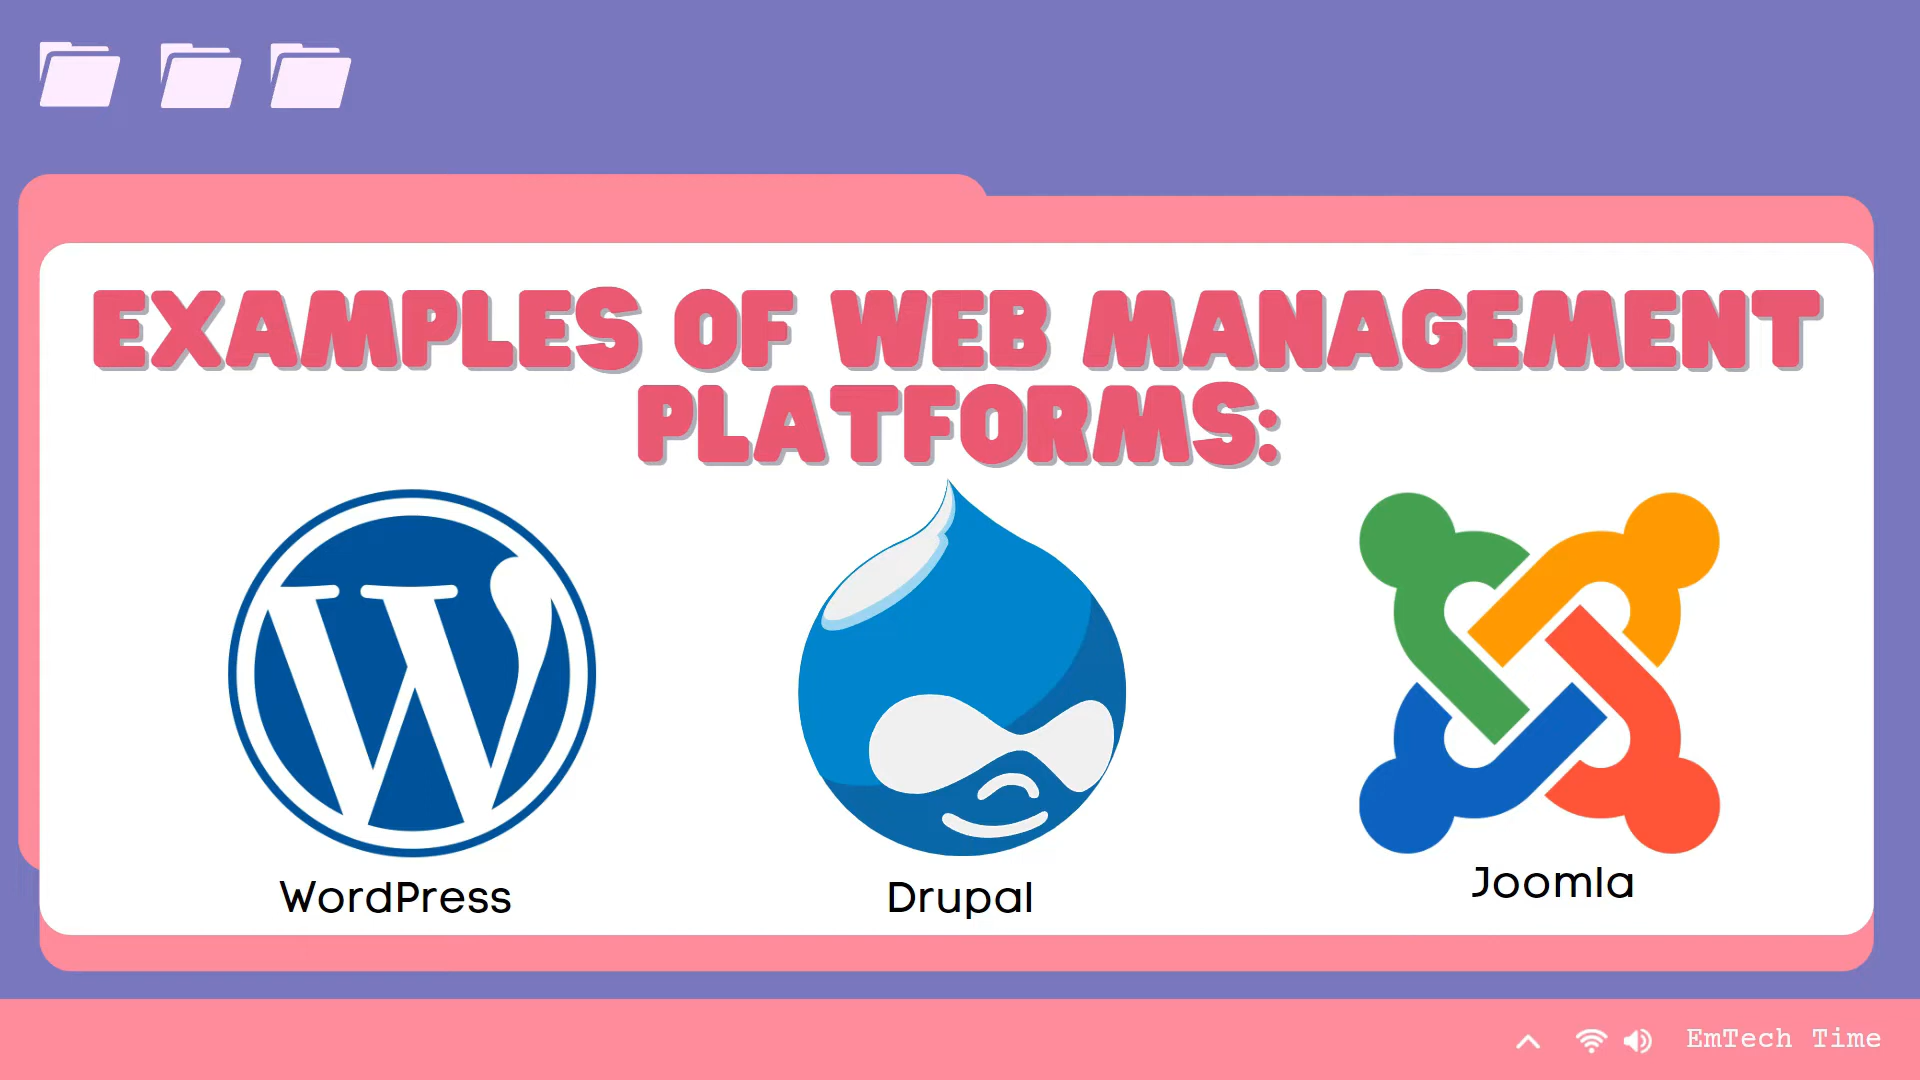 EXAMPLES OF WEB MANAGEMENT
PLATFORMS:
WordPress
Drupal
Joomla
EmTech Time